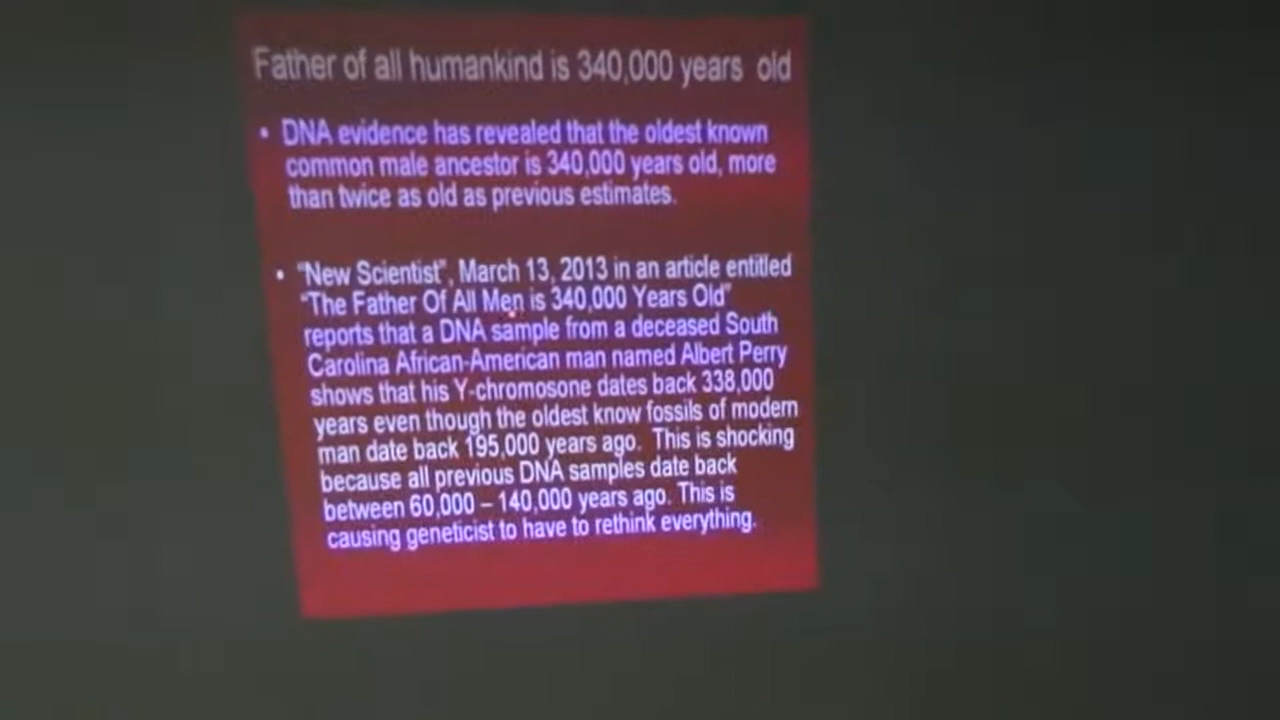 Father of all humankind is 340,000 years old
• DNA evidence has revealed that the oldest known
common male ancestor is 340,000 years old, more
than twice as old as previous estimates.
• "New Scientist", March 13, 2013 in an article entitled
"The Father Of All Men is 340,000 Years Old"
reports that a DNA sample from a deceased South
Carolina African-American man named Albert Perry
shows that his Y-chromosone dates back 338,000
years even though the oldest know fossils of modern
man date back 195,000 years ago. This is shocking
because all previous DNA samples date back
between 60,000 – 140,000 years ago. This is
causing geneticist to have to rethink everything.